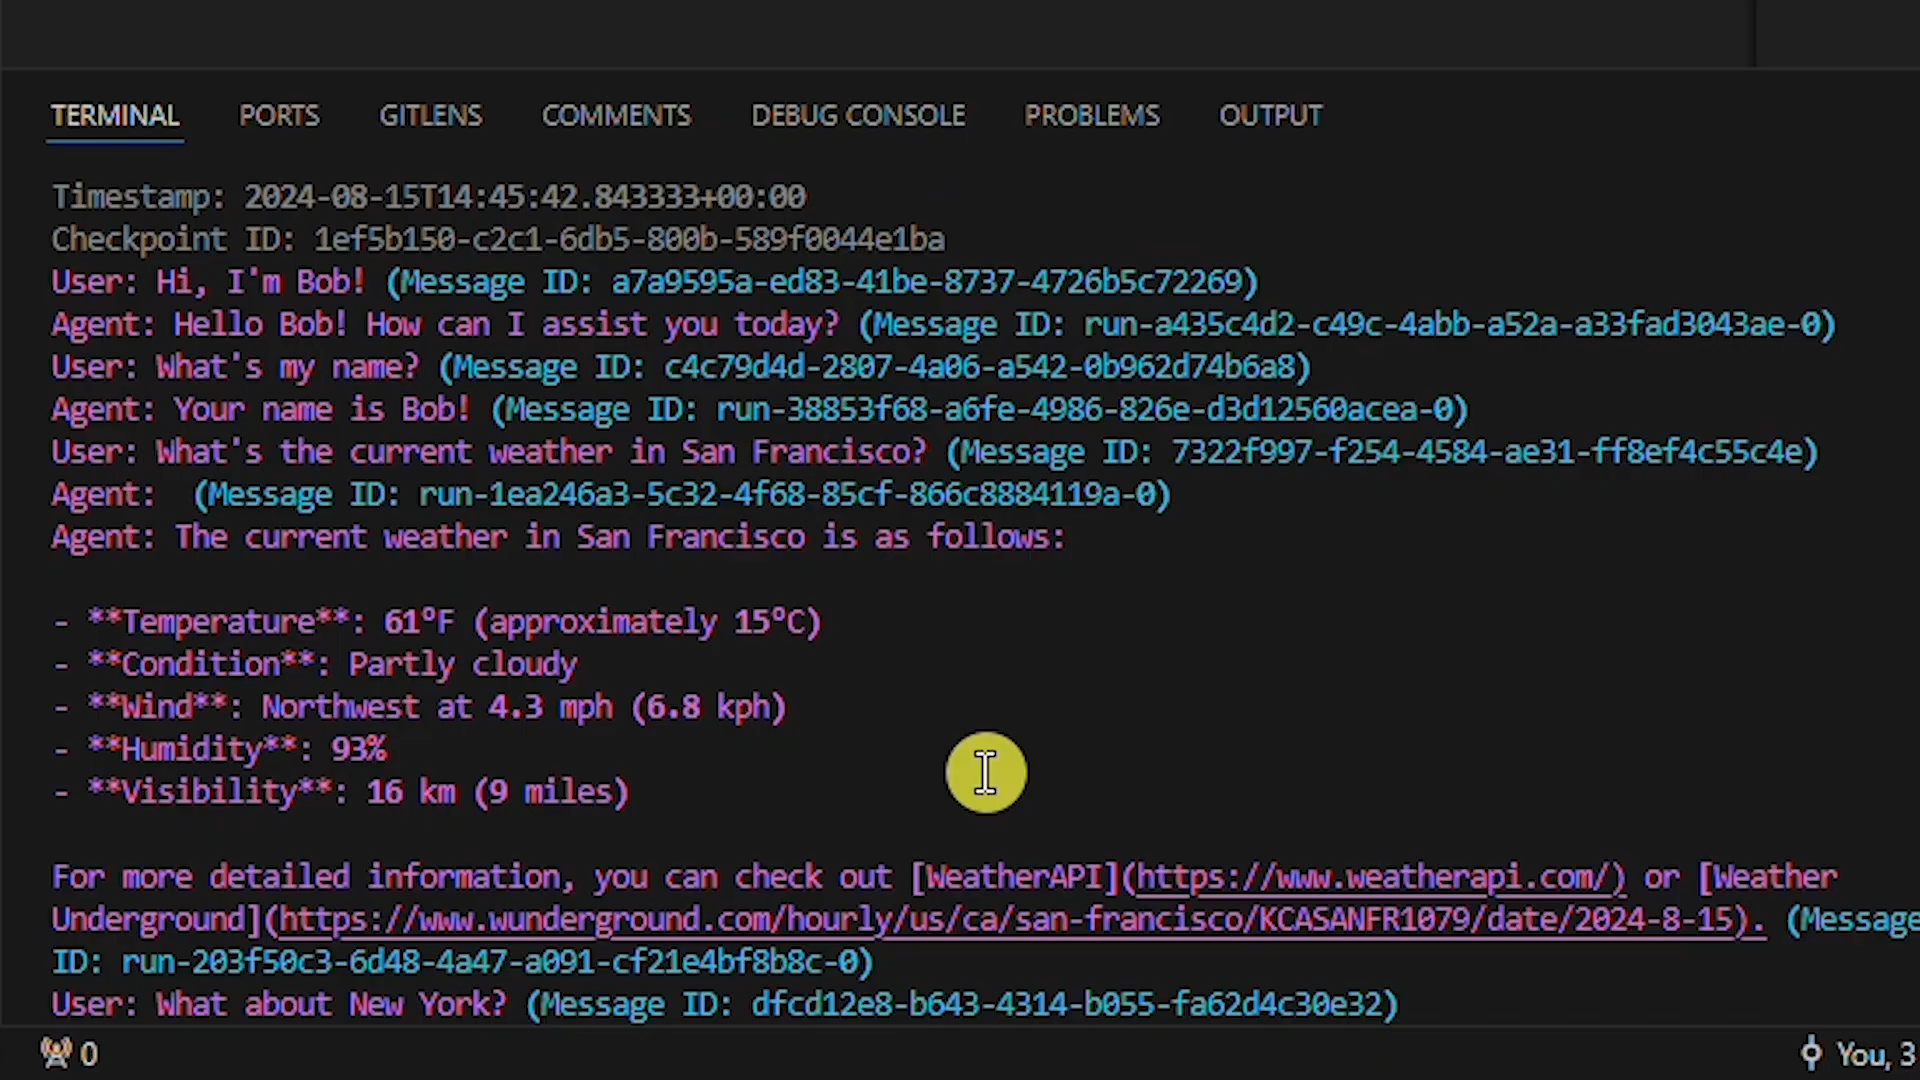 TERMINAL PORTS GITLENS COMMENTS DEBUG CONSOLE PROBLEMS OUTPUT
Timestamp: 2024-08-15T14:45:42.843333+00:00
Checkpoint ID: 1ef5b150-c2c1-6db5-800b-589f0044e1ba
User: Hi, I'm Bob! (Message ID: a7a9595a-ed83-41be-8737-4726b5c72269)
Agent: Hello Bob! How can I assist you today? (Message ID: run-a435c4d2-c49c-4abb-a52a-a33fad3043ae-0)
User: What's my name? (Message ID: c4c79d4d-2807-4a06-a542-0b962d74b6a8)
Agent: Your name is Bob! (Message ID: run-38853f68-a6fe-4986-826e-d3d12560acea-0)
User: What's the current weather in San Francisco? (Message ID: 7322f997-f254-4584-ae31-ff8ef4c55c4e)
Agent:  (Message ID: run-1ea246a3-5c32-4f68-85cf-866c8884119a-0)
Agent: The current weather in San Francisco is as follows:
- **Temperature**: 61°F (approximately 15°C)
- **Condition**: Partly cloudy
- **Wind**: Northwest at 4.3 mph (6.8 kph)
- **Humidity**: 93%
- **Visibility**: 16 km (9 miles)
For more detailed information, you can check out [WeatherAPI](https://www.weatherapi.com/) or [Weather
Underground](https://www.wunderground.com/hourly/us/ca/san-francisco/KCASANFR1079/date/2024-8-15). (Message
ID: run-203f50c3-6d48-4a47-a091-cf21e4bf8b8c-0)
User: What about New York? (Message ID: dfcd12e8-b643-4314-b055-fa62d4c30e32)
0 You, 3